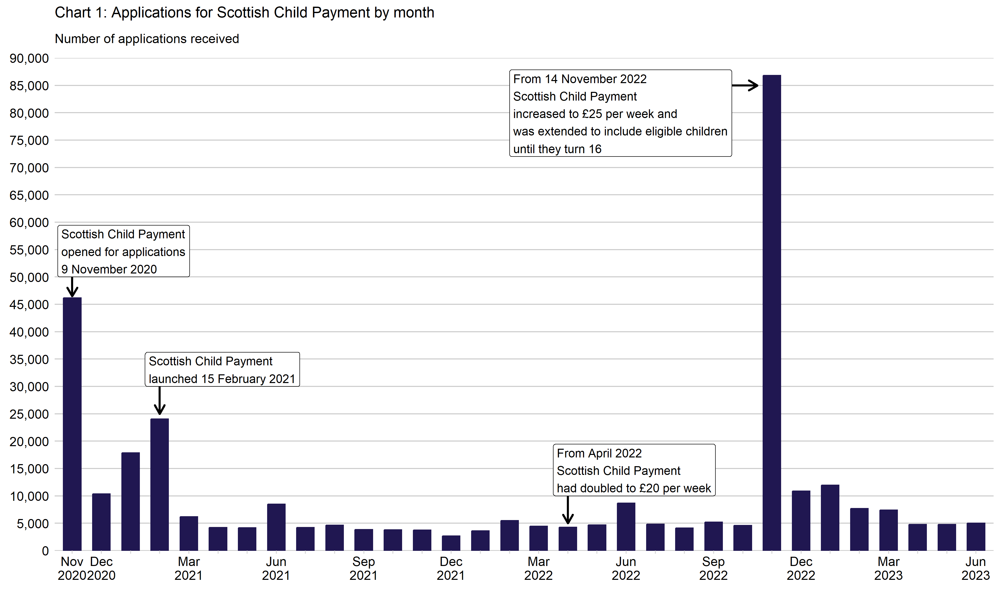 Chart 1: Applications for Scottish Child Payment by month
Number of applications received
90,000
85,000
80,000
75,000
70,000
65,000
60,000
55,000
50,000
45,000
40,000
35,000
30,000
25,000
20,000
15,000
10,000
5,000
0
From 14 November 2022
Scottish Child Payment
increased to £25 per week and
was extended to include eligible children
until they turn 16
Scottish Child Payment
opened for applications
9 November 2020
Scottish Child Payment
launched 15 February 2021
From April 2022
Scottish Child Payment
had doubled to £20 per week
Nov Dec Mar Jun Sep Dec Mar Jun Sep Dec Mar Jun
2020 2020 2021 2021 2021 2021 2022 2022 2022 2022 2023 2023